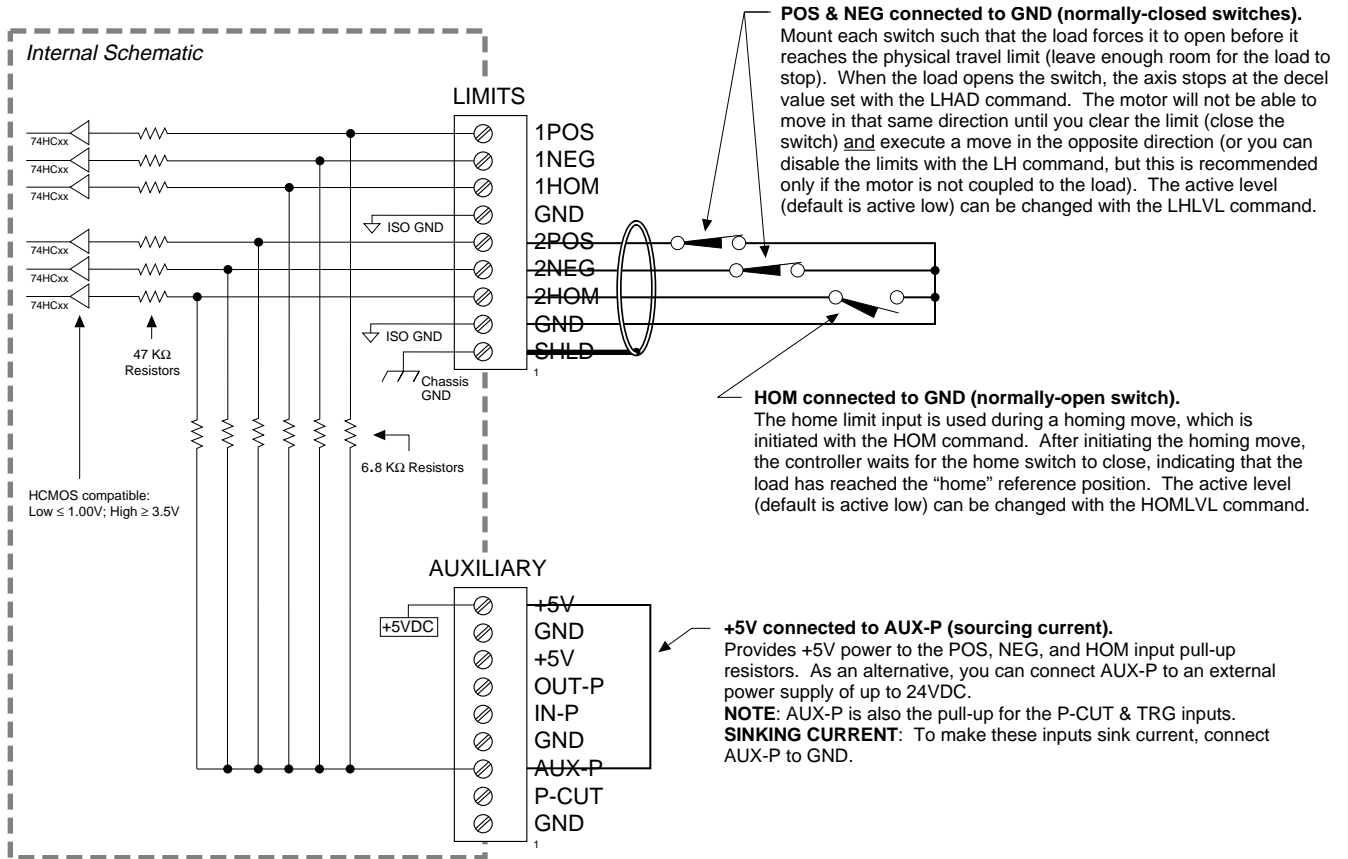 Internal Schematic
LIMITS
1POS
1NEG
1HOM
GND
2POS
2NEG
2HOM
GND
SHLD
1
74HCxx
74HCxx
74HCxx
74HCxx
74HCxx
74HCxx
ISO GND
ISO GND
Chassis
GND
47 KΩ
Resistors
6.8 KΩ Resistors
HCMOS compatible:
Low ≤ 1.00V; High ≥ 3.5V
POS & NEG connected to GND (normally-closed switches).
Mount each switch such that the load forces it to open before it
reaches the physical travel limit (leave enough room for the load to
stop). When the load opens the switch, the axis stops at the decel
value set with the LHAD command. The motor will not be able to
move in that same direction until you clear the limit (close the
switch) and execute a move in the opposite direction (or you can
disable the limits with the LH command, but this is recommended
only if the motor is not coupled to the load). The active level
(default is active low) can be changed with the LHLVL command.
HOM connected to GND (normally-open switch).
The home limit input is used during a homing move, which is
initiated with the HOM command. After initiating the homing move,
the controller waits for the home switch to close, indicating that the
load has reached the “home” reference position. The active level
(default is active low) can be changed with the HOMLVL command.
AUXILIARY
+5VDC
+5V
GND
+5V
OUT-P
IN-P
GND
AUX-P
P-CUT
GND
1
+5V connected to AUX-P (sourcing current).
Provides +5V power to the POS, NEG, and HOM input pull-up
resistors. As an alternative, you can connect AUX-P to an external
power supply of up to 24VDC.
NOTE: AUX-P is also the pull-up for the P-CUT & TRG inputs.
SINKING CURRENT: To make these inputs sink current, connect
AUX-P to GND.